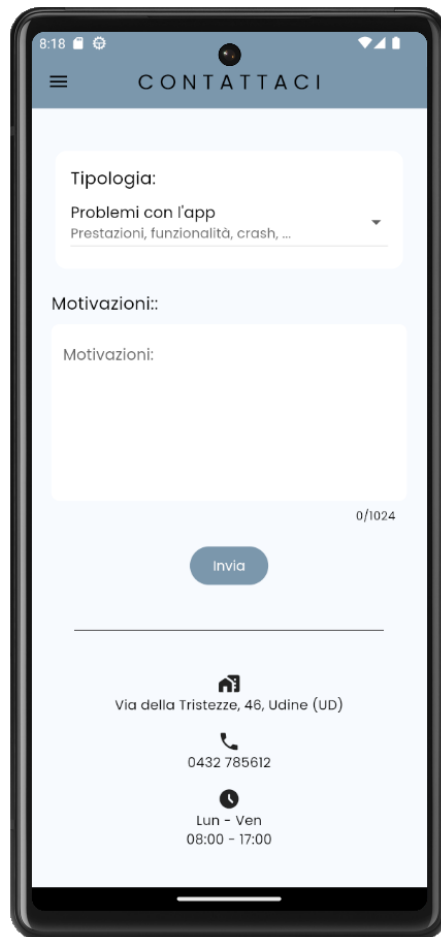 8:18
CONTATTACI
Tipologia:
Problemi con l'app
Prestazioni, funzionalità, crash, ...
Motivazioni::
Motivazioni:
0/1024
Invia
Via della Tristezze, 46, Udine (UD)
0432 785612
Lun - Ven
08:00 - 17:00